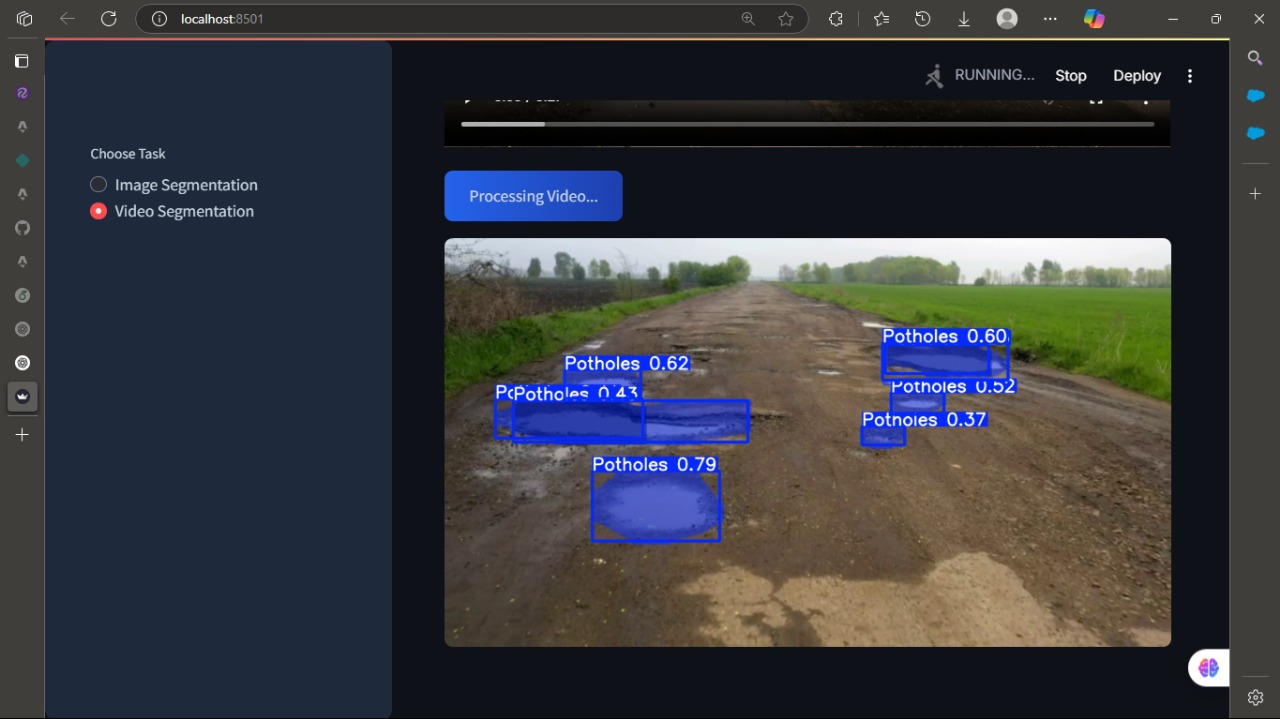 localhost:8501
RUNNING...
Stop
Deploy
Choose Task
Image Segmentation
Video Segmentation
Processing Video...
Potholes 0.60
Potholes 0.62
Potholes 0.52
Potholes 0.43
Potholes 0.37
Potholes 0.79